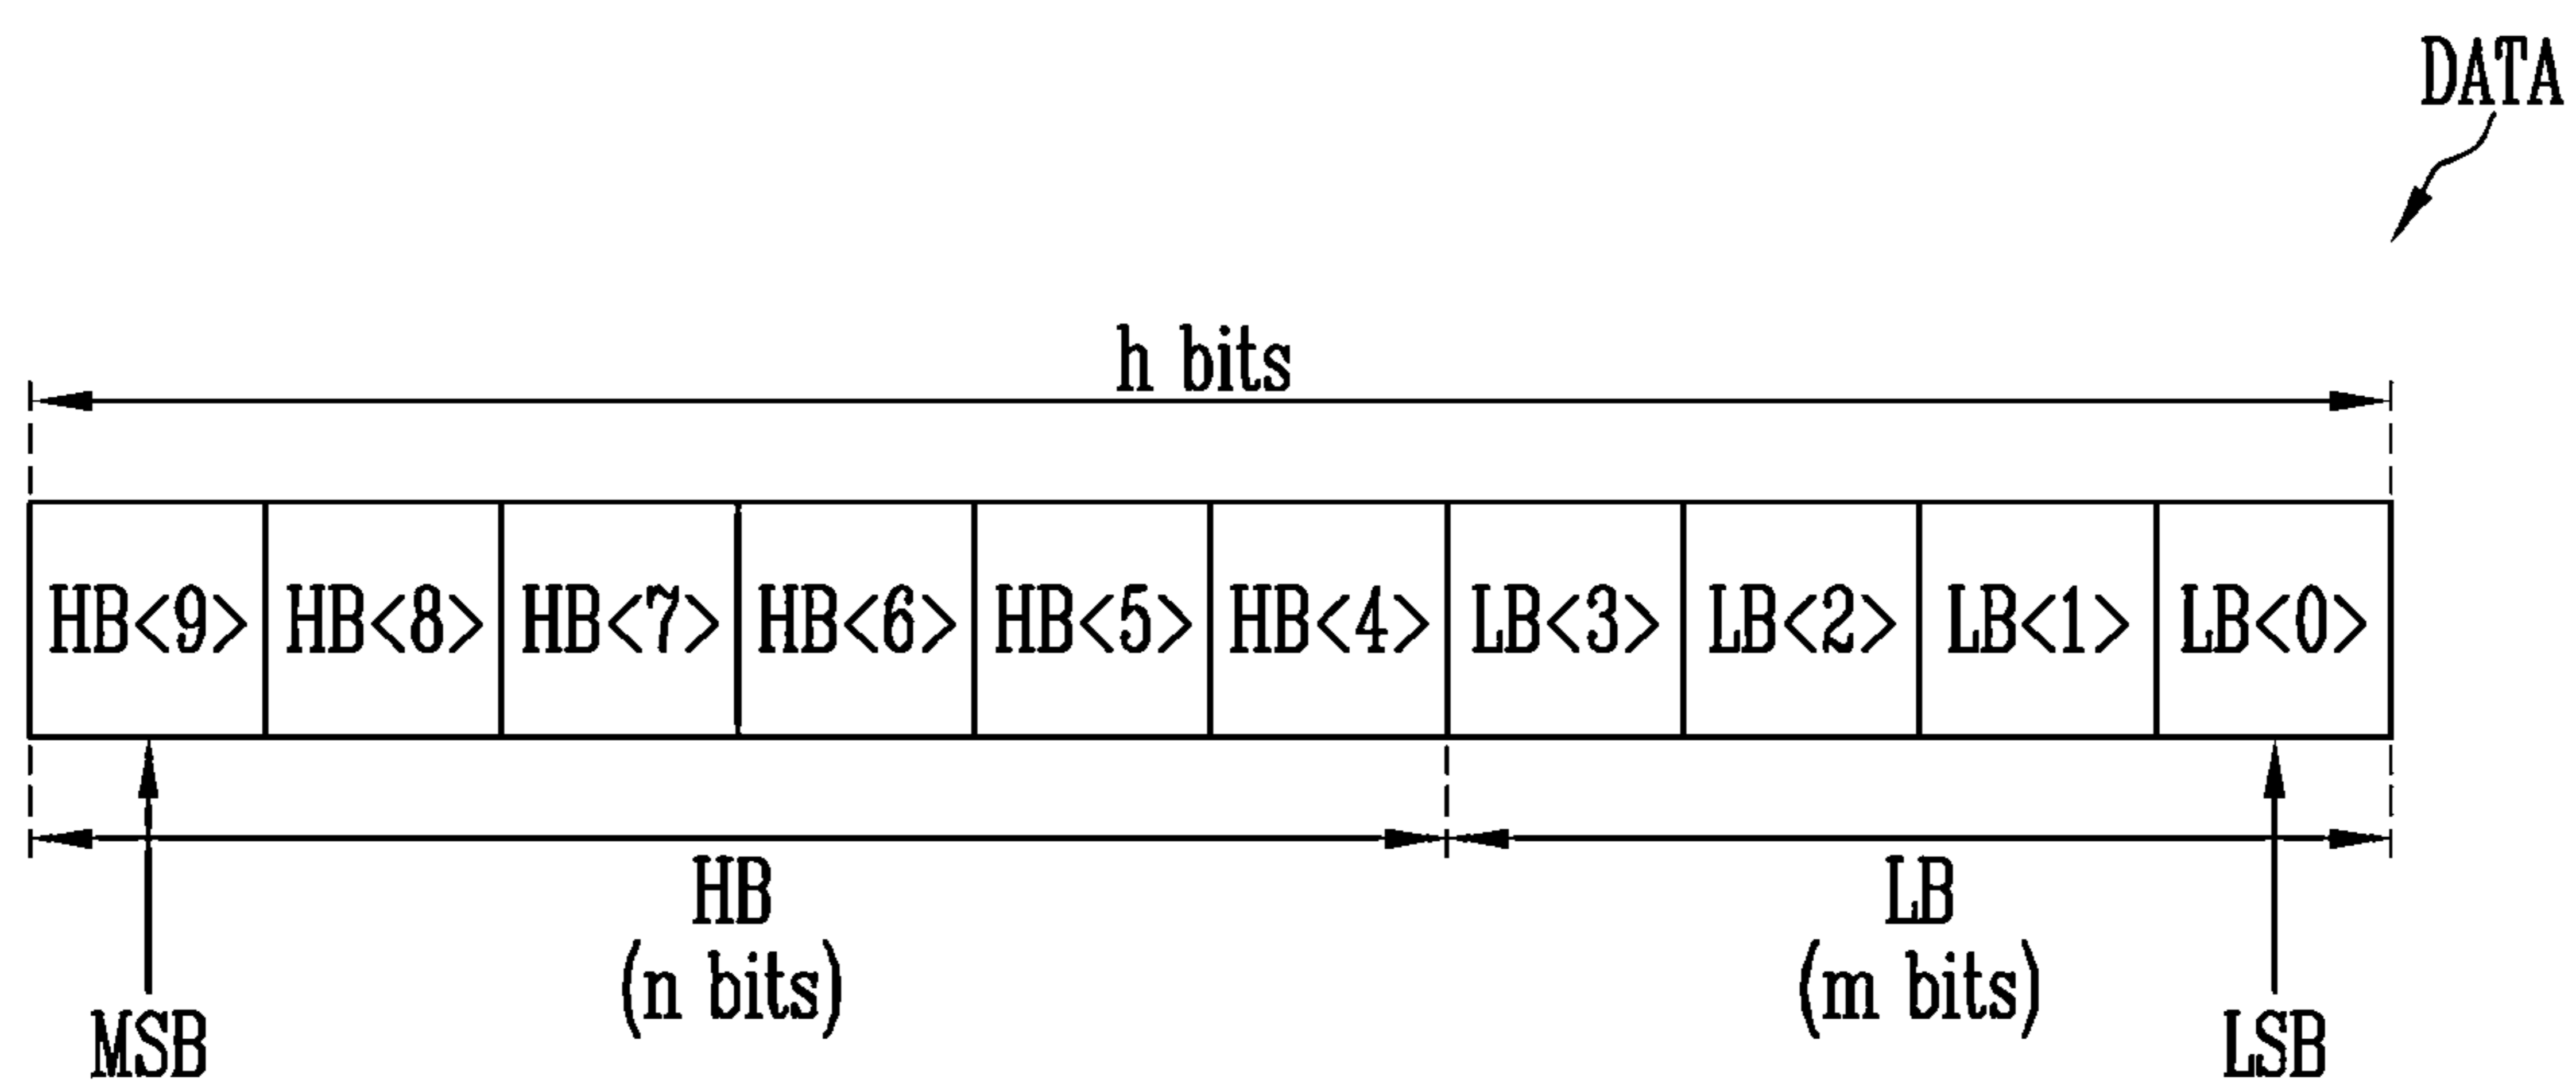 DATA
h bits
HB<9> HB<8> HB<7> HB<6> HB<5> HB<4> LB<3> LB<2> LB<1> LB<0>
HB LB
(n bits) (m bits)
MSB LSB